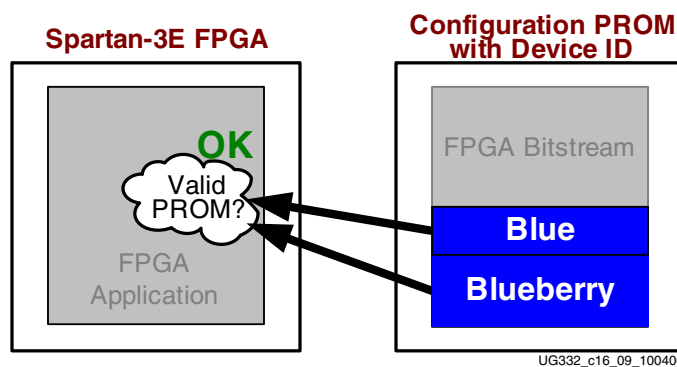 Spartan-3E FPGA
OK
Valid
PROM?
FPGA
Application
Configuration PROM
with Device ID
FPGA Bitstream
Blue
Blueberry
UG332_c16_09_10040